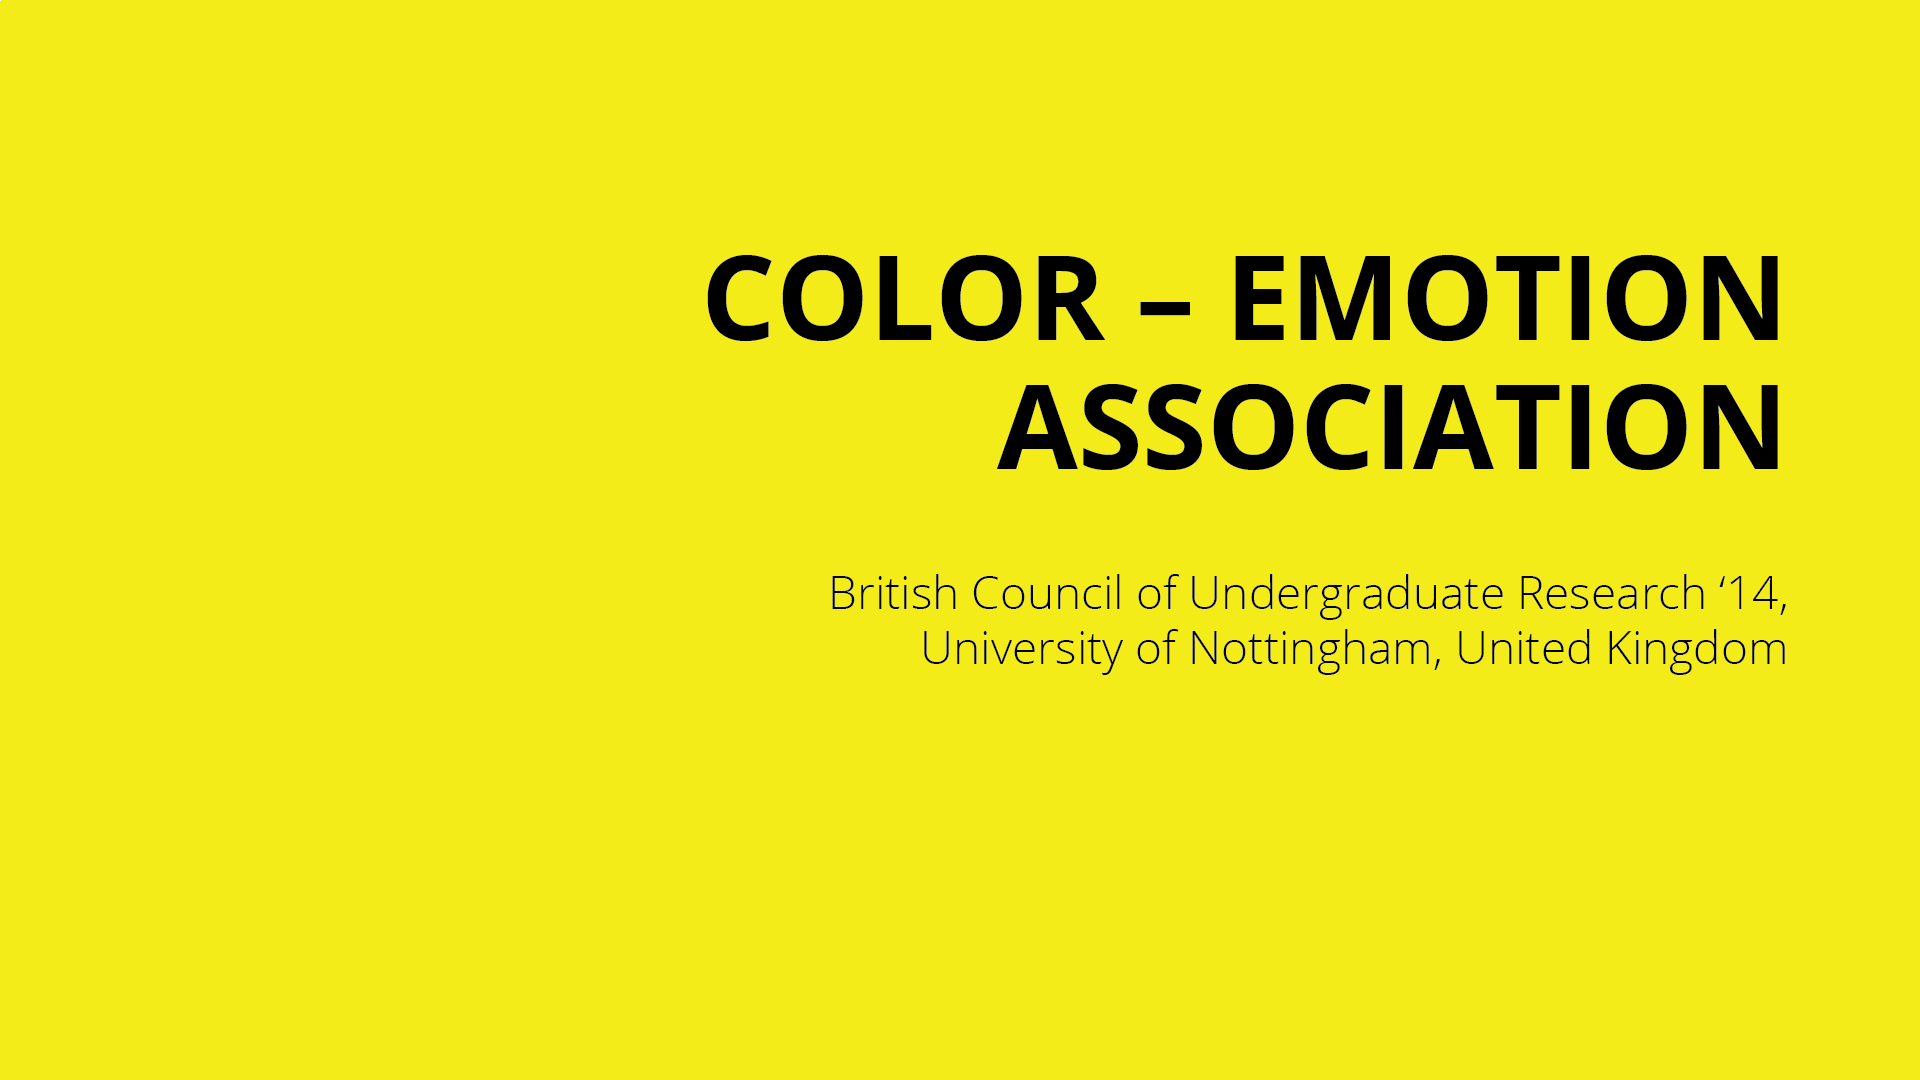 COLOR – EMOTION
ASSOCIATION
British Council of Undergraduate Research ‘14,
University of Nottingham, United Kingdom